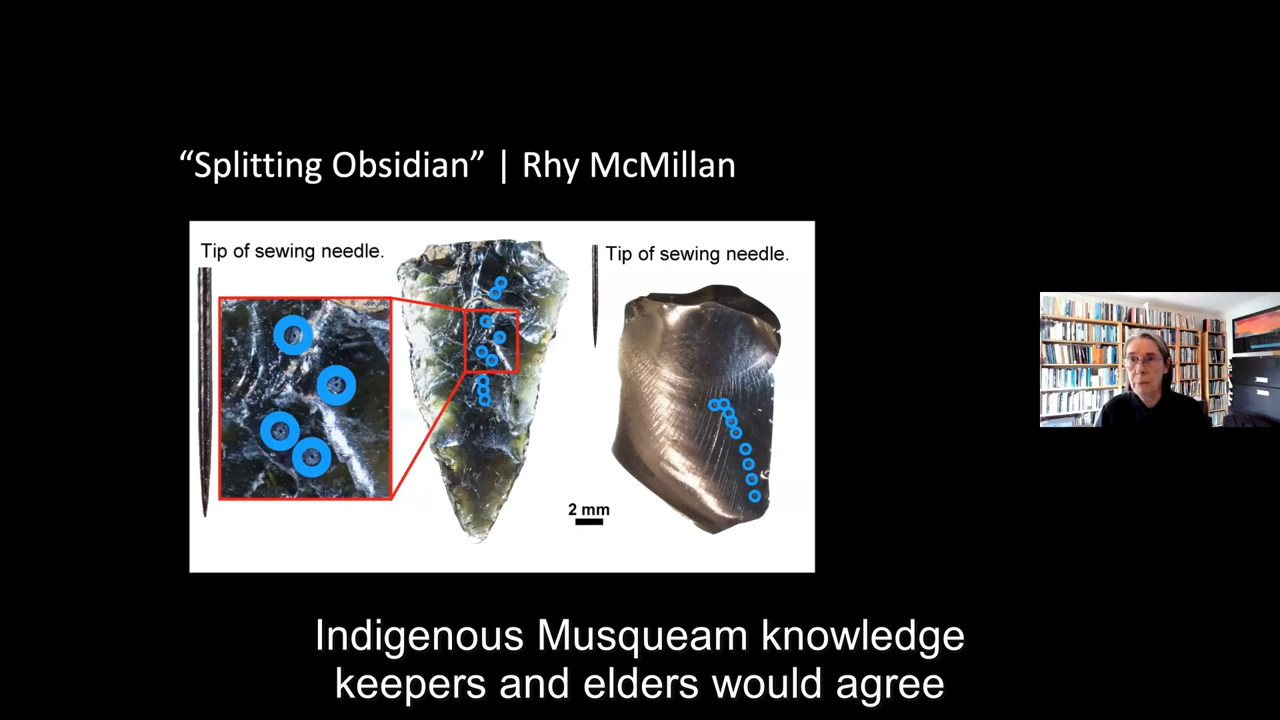 “Splitting Obsidian” | Rhy McMillan
Tip of sewing needle.
Tip of sewing needle.
2 mm
Indigenous Musqueam knowledge
keepers and elders would agree